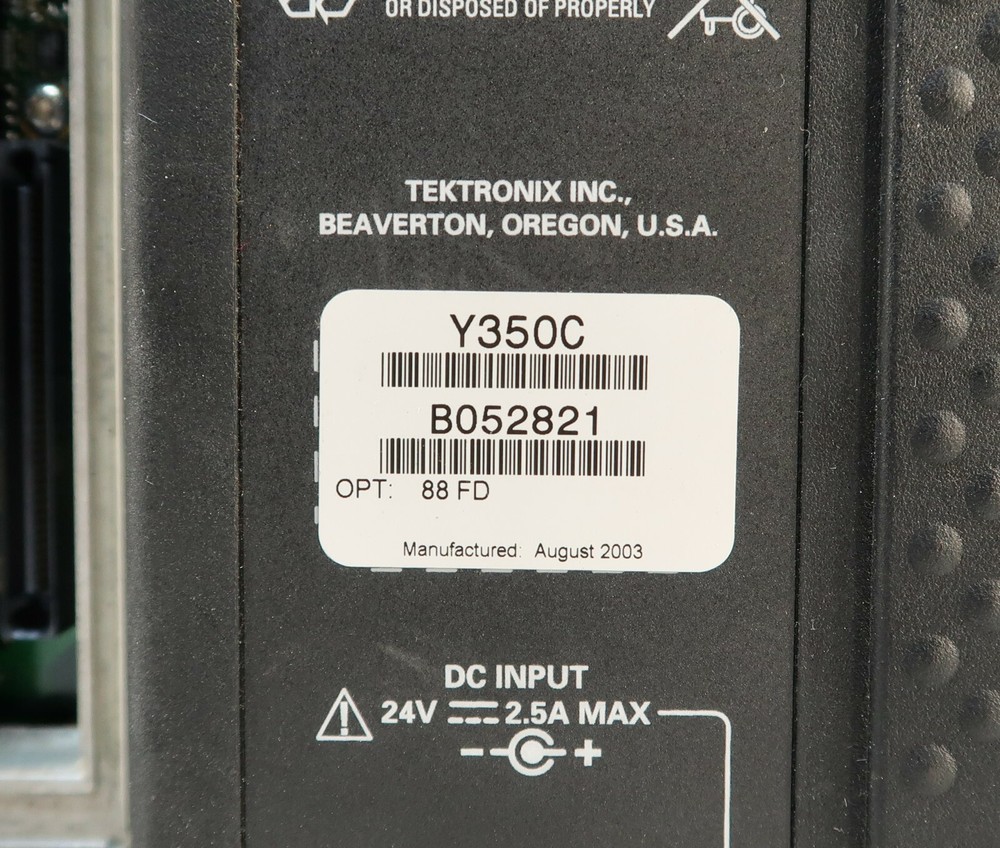 OR DISPOSED OF PROPERLY
TEKTRONIX INC.,
BEAVERTON, OREGON, U.S.A.
Y350C
B052821
OPT: 88 FD
Manufactured: August 2003
DC INPUT
24V 2.5A MAX
- +